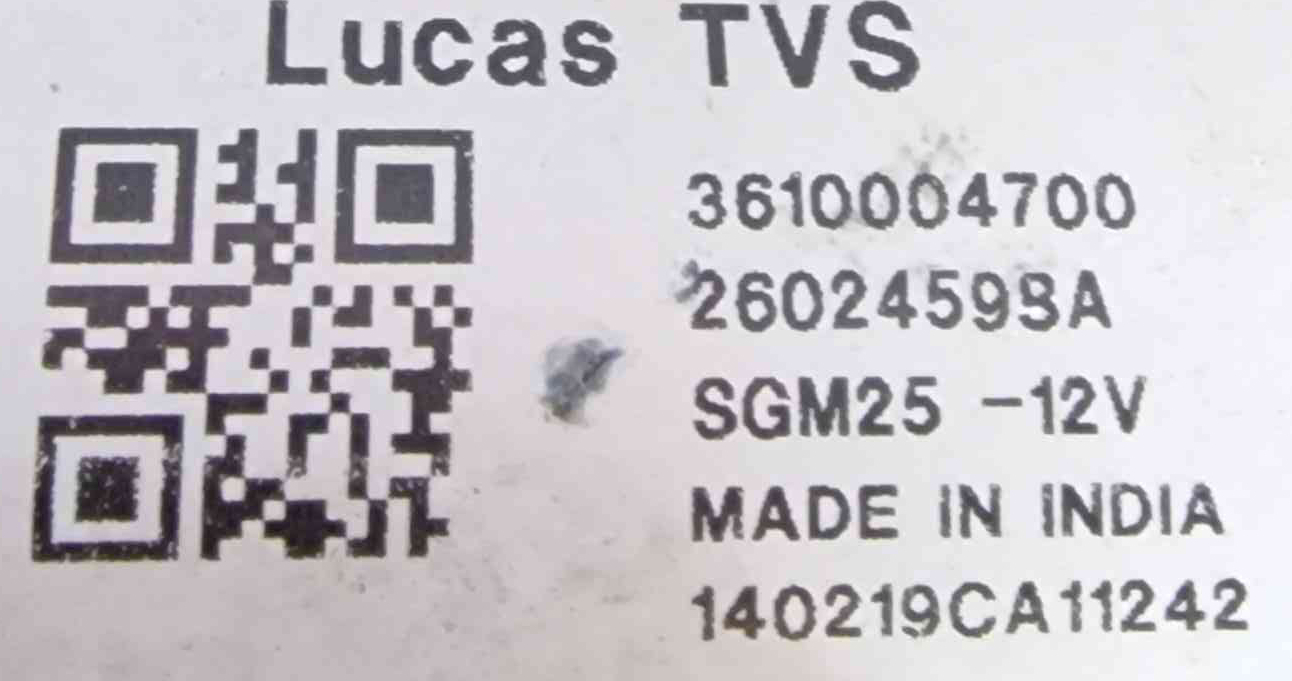 Lucas TVS
3610004700
26024598A
SGM25 -12V
MADE IN INDIA
140219CA11242